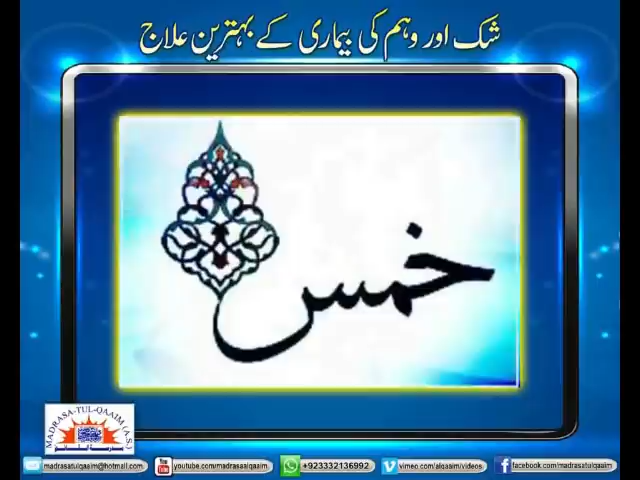 شک اور وہم کی بیماری کے بہترین علاج
خمس
MADRASA-TUL-QAAIM (A.S.)
madrasatulqaaim@hotmail.com
youtube.com/madrasaalqaaim
+923332136992
vimeo.com/alqaaim/videos
facebook.com/madrasatulqaaim